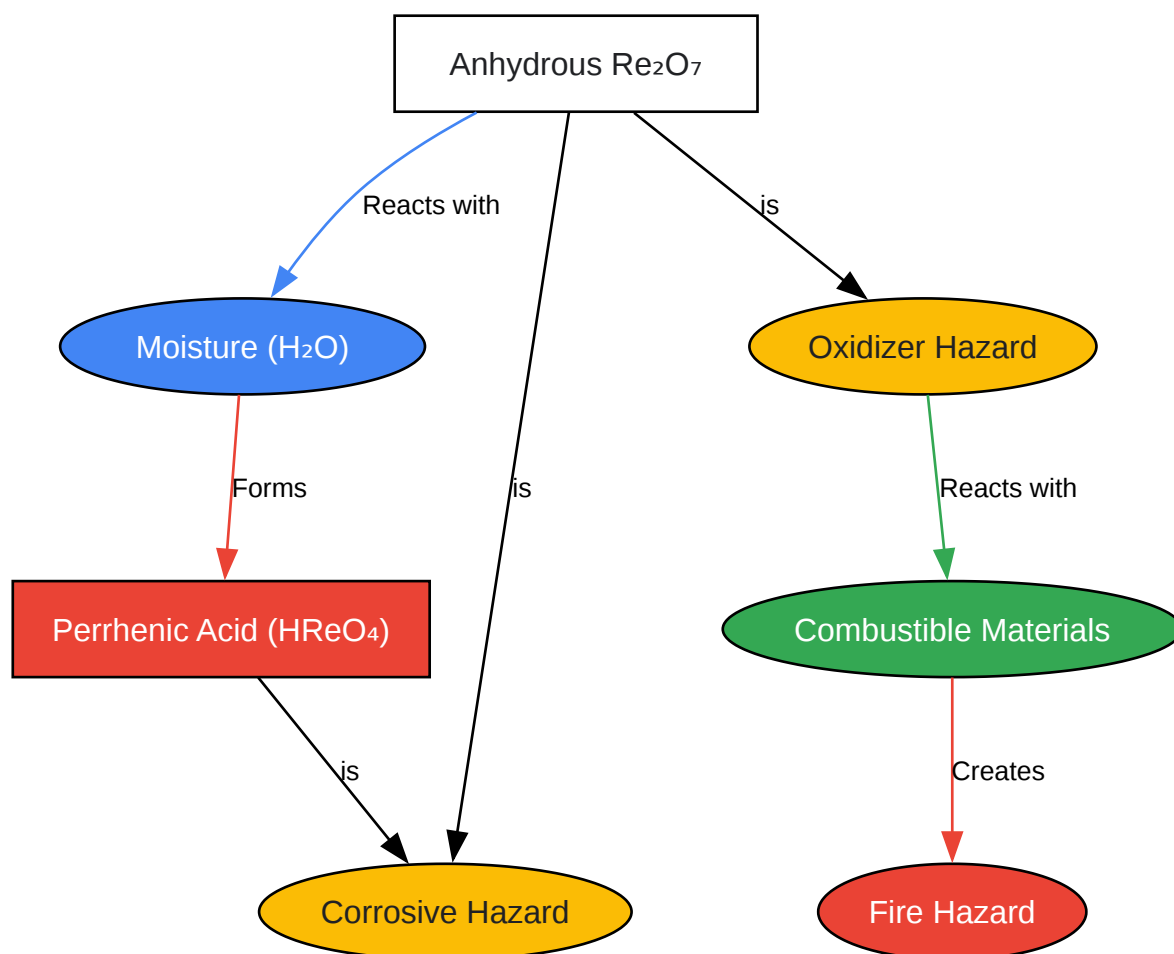 Anhydrous Re₂O₇
Reacts with
is
Moisture (H₂O)
Oxidizer Hazard
Forms
is
Reacts with
Perrhenic Acid (HReO₄)
Combustible Materials
is
Creates
Corrosive Hazard
Fire Hazard